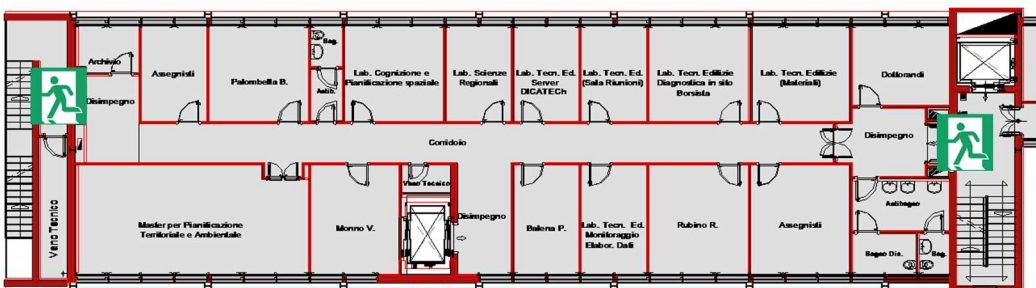 Archivio
Disimpegno
Assegnisti
Palombella B.
Bag.
Antib.
Lab. Cognizione e
Pianificazione spaziale
Lab. Scienze
Regionali
Lab. Tecn. Ed.
Server
DICATECh
Lab. Tecn. Ed.
(Sala Riunioni)
Lab. Tecn. Edilizie
Diagnostica in sito
Borsista
Lab. Tecn. Edilizie
(Materiali)
Dottorandi
Corridoio
Disimpegno
Vano Tecnico
Master per Pianificazione
Territoriale e Ambientale
Monno V.
Vano Tecnico
Disimpegno
Balena P.
Lab. Tecn. Ed.
Monitoraggio
Elabor. Dati
Rubino R.
Assegnisti
Antibagno
Bagno Dis.
Bag.